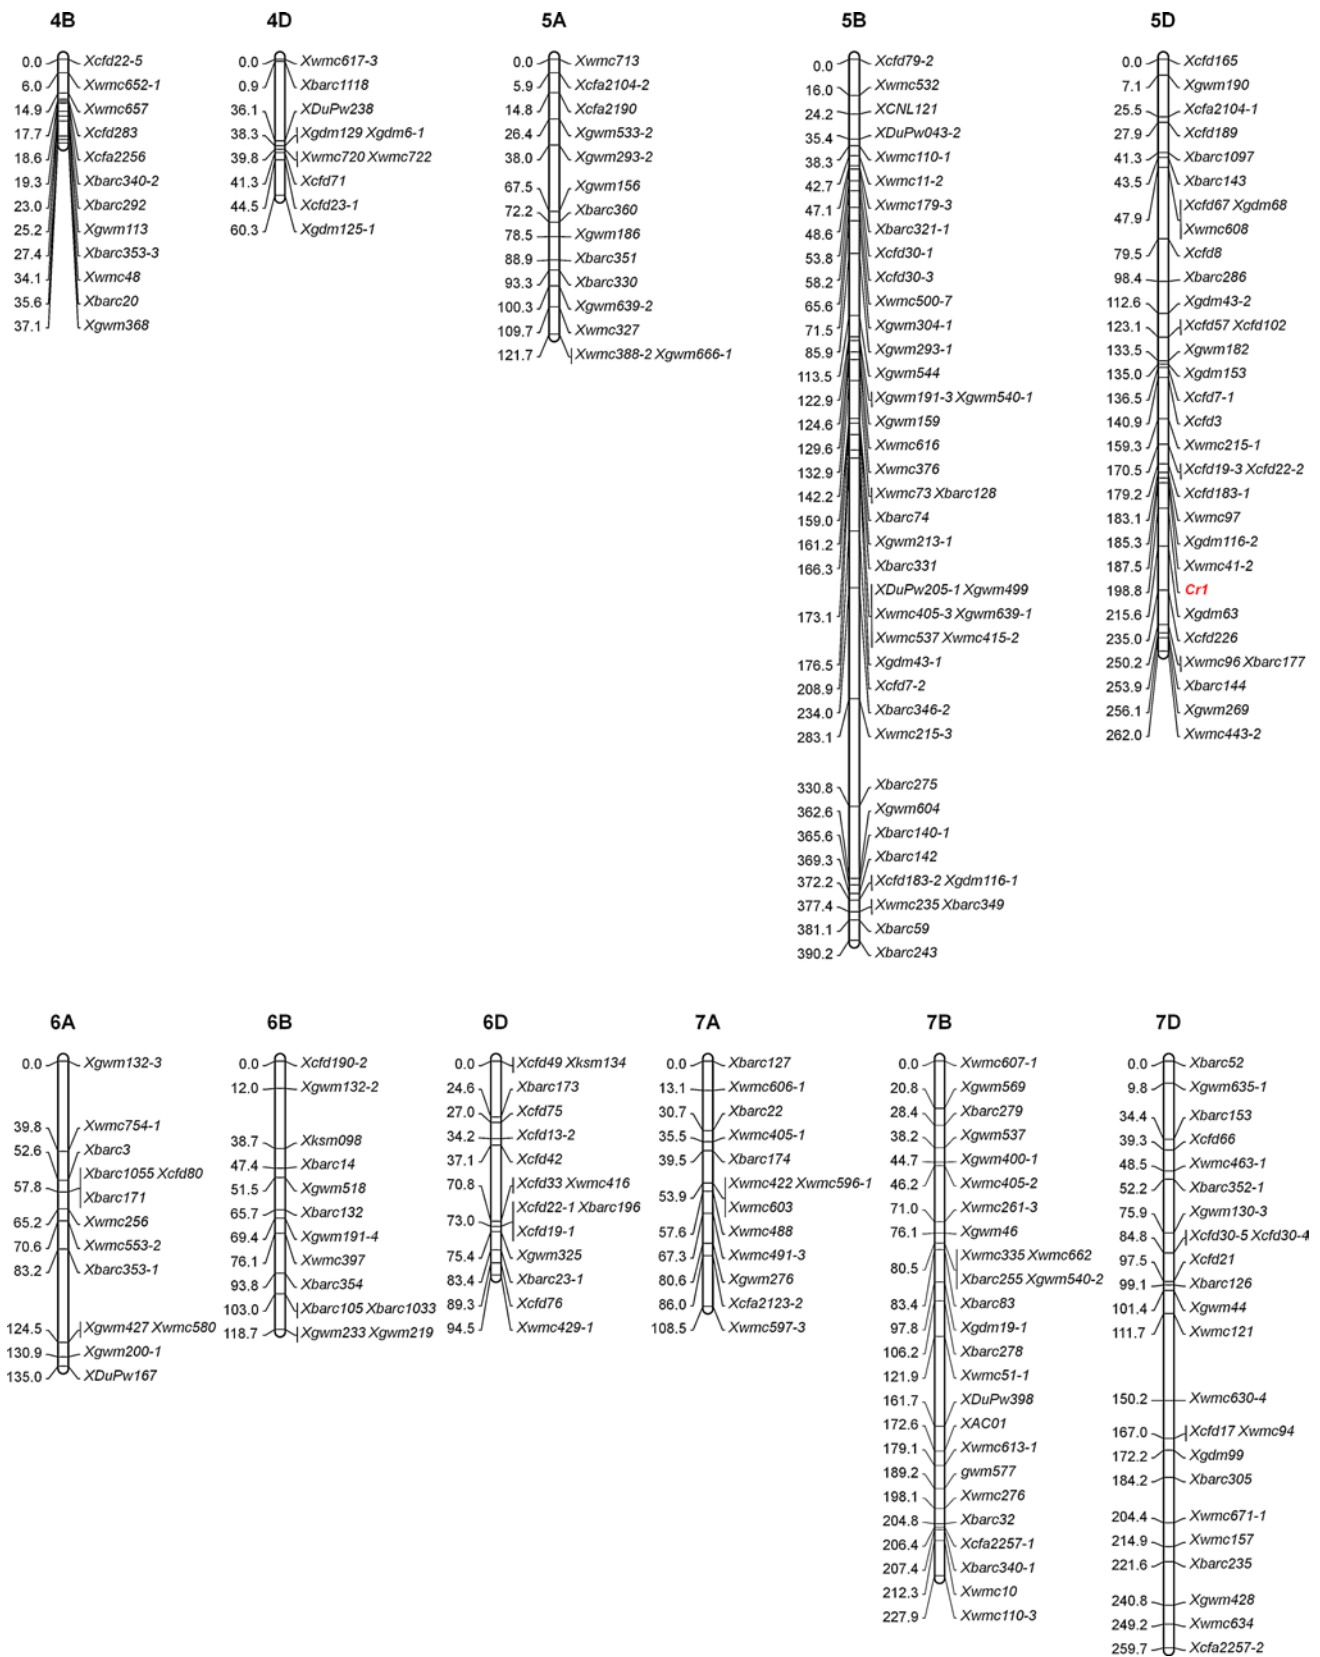 4B
0.0 Xcfd22-5
6.0 Xwmc652-1
14.9 Xwmc657
17.7 Xcfd283
18.6 Xcfa2256
19.3 Xbarc340-2
23.0 Xbarc292
25.2 Xgwm113
27.4 Xbarc353-3
34.1 Xwmc48
35.6 Xbarc20
37.1 Xgwm368
4D
0.0 Xwmc617-3
0.9 Xbarc1118
36.1 XDuPw238
38.3 Xgdm129 Xgdm6-1
39.8 Xwmc720 Xwmc722
41.3 Xcfd71
44.5 Xcfd23-1
60.3 Xgdm125-1
5A
0.0 Xwmc713
5.9 Xcfa2104-2
14.8 Xcfa2190
26.4 Xgwm533-2
38.0 Xgwm293-2
67.5 Xgwm156
72.2 Xbarc360
78.5 Xgwm186
88.9 Xbarc351
93.3 Xbarc330
100.3 Xgwm639-2
109.7 Xwmc327
121.7 Xwmc388-2 Xgwm666-1
5B
0.0 Xcfd79-2
16.0 Xwmc532
24.2 XCNL121
35.4 XDuPw043-2
38.3 Xwmc110-1
42.7 Xwmc11-2
47.1 Xwmc179-3
48.6 Xbarc321-1
53.8 Xcfd30-1
58.2 Xcfd30-3
65.6 Xwmc500-7
71.5 Xgwm304-1
85.9 Xgwm293-1
113.5 Xgwm544
122.9 Xgwm191-3 Xgwm540-1
124.6 Xgwm159
129.6 Xwmc616
132.9 Xwmc376
142.2 Xwmc73 Xbarc128
159.0 Xbarc74
161.2 Xgwm213-1
166.3 Xbarc331
XDuPw205-1 Xgwm499
173.1 Xwmc405-3 Xgwm639-1
Xwmc537 Xwmc415-2
176.5 Xgdm43-1
208.9 Xcfd7-2
234.0 Xbarc346-2
283.1 Xwmc215-3
330.8 Xbarc275
362.6 Xgwm604
365.6 Xbarc140-1
369.3 Xbarc142
372.2 Xcfd183-2 Xgdm116-1
377.4 Xwmc235 Xbarc349
381.1 Xbarc59
390.2 Xbarc243
5D
0.0 Xcfd165
7.1 Xgwm190
25.5 Xcfa2104-1
27.9 Xcfd189
41.3 Xbarc1097
43.5 Xbarc143
47.9 Xcfd67 Xgdm68
Xwmc608
79.5 Xcfd8
98.4 Xbarc286
112.6 Xgdm43-2
123.1 Xcfd57 Xcfd102
133.5 Xgwm182
135.0 Xgdm153
136.5 Xcfd7-1
140.9 Xcfd3
159.3 Xwmc215-1
170.5 Xcfd19-3 Xcfd22-2
179.2 Xcfd183-1
183.1 Xwmc97
185.3 Xgdm116-2
187.5 Xwmc41-2
198.8 Cr1
215.6 Xgdm63
235.0 Xcfd226
250.2 Xwmc96 Xbarc177
253.9 Xbarc144
256.1 Xgwm269
262.0 Xwmc443-2
6A
0.0 Xgwm132-3
39.8 Xwmc754-1
52.6 Xbarc3
57.8 Xbarc1055 Xcfd80
Xbarc171
65.2 Xwmc256
70.6 Xwmc553-2
83.2 Xbarc353-1
124.5 Xgwm427 Xwmc580
130.9 Xgwm200-1
135.0 XDuPw167
6B
0.0 Xcfd190-2
12.0 Xgwm132-2
38.7 Xksm098
47.4 Xbarc14
51.5 Xgwm518
65.7 Xbarc132
69.4 Xgwm191-4
76.1 Xwmc397
93.8 Xbarc354
103.0 Xbarc105 Xbarc1033
118.7 Xgwm233 Xgwm219
6D
0.0 Xcfd49 Xksm134
24.6 Xbarc173
27.0 Xcfd75
34.2 Xcfd13-2
37.1 Xcfd42
70.8 Xcfd33 Xwmc416
73.0 Xcfd22-1 Xbarc196
Xcfd19-1
75.4 Xgwm325
83.4 Xbarc23-1
89.3 Xcfd76
94.5 Xwmc429-1
7A
0.0 Xbarc127
13.1 Xwmc606-1
30.7 Xbarc22
35.5 Xwmc405-1
39.5 Xbarc174
53.9 Xwmc422 Xwmc596-1
Xwmc603
57.6 Xwmc488
67.3 Xwmc491-3
80.6 Xgwm276
86.0 Xcfa2123-2
108.5 Xwmc597-3
7B
0.0 Xwmc607-1
20.8 Xgwm569
28.4 Xbarc279
38.2 Xgwm537
44.7 Xgwm400-1
46.2 Xwmc405-2
71.0 Xwmc261-3
76.1 Xgwm46
80.5 Xwmc335 Xwmc662
Xbarc255 Xgwm540-2
83.4 Xbarc83
97.8 Xgdm19-1
106.2 Xbarc278
121.9 Xwmc51-1
161.7 XDuPw398
172.6 XAC01
179.1 Xwmc613-1
189.2 gwm577
198.1 Xwmc276
204.8 Xbarc32
206.4 Xcfa2257-1
207.4 Xbarc340-1
212.3 Xwmc10
227.9 Xwmc110-3
7D
0.0 Xbarc52
9.8 Xgwm635-1
34.4 Xbarc153
39.3 Xcfd66
48.5 Xwmc463-1
52.2 Xbarc352-1
75.9 Xgwm130-3
84.8 Xcfd30-5 Xcfd30-4
97.5 Xcfd21
99.1 Xbarc126
101.4 Xgwm44
111.7 Xwmc121
150.2 Xwmc630-4
167.0 Xcfd17 Xwmc94
172.2 Xgdm99
184.2 Xbarc305
204.4 Xwmc671-1
214.9 Xwmc157
221.6 Xbarc235
240.8 Xgwm428
249.2 Xwmc634
259.7 Xcfa2257-2